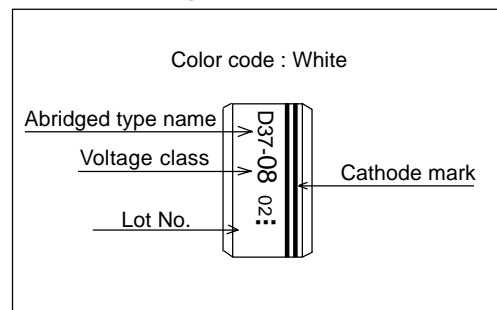 Color code : White
Abridged type name
Voltage class
Lot No.
Cathode mark
D37-08 02